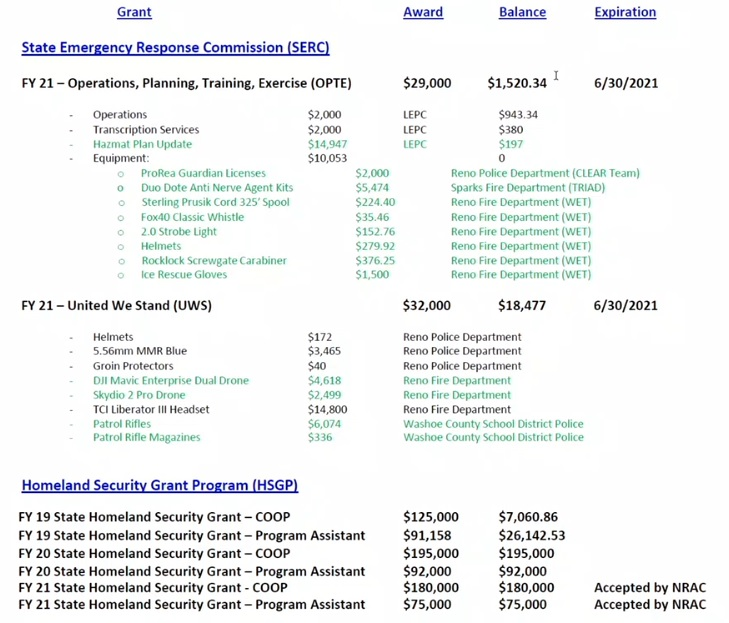 Grant Award Balance Expiration
State Emergency Response Commission (SERC)
FY 21 – Operations, Planning, Training, Exercise (OPTE) $29,000 $1,520.34 6/30/2021
- Operations $2,000 LEPC $943.34
- Transcription Services $2,000 LEPC $380
- Hazmat Plan Update $14,947 LEPC $197
- Equipment: $10,053 0
o ProRea Guardian Licenses $2,000 Reno Police Department (CLEAR Team)
o Duo Dote Anti Nerve Agent Kits $5,474 Sparks Fire Department (TRIAD)
o Sterling Prusik Cord 325' Spool $224.40 Reno Fire Department (WET)
o Fox40 Classic Whistle $35.46 Reno Fire Department (WET)
o 2.0 Strobe Light $152.76 Reno Fire Department (WET)
o Helmets $279.92 Reno Fire Department (WET)
o Rocklock Screwgate Carabiner $376.25 Reno Fire Department (WET)
o Ice Rescue Gloves $1,500 Reno Fire Department (WET)
FY 21 – United We Stand (UWS) $32,000 $18,477 6/30/2021
- Helmets $172 Reno Police Department
- 5.56mm MMR Blue $3,465 Reno Police Department
- Groin Protectors $40 Reno Police Department
- DJI Mavic Enterprise Dual Drone $4,618 Reno Fire Department
- Skydio 2 Pro Drone $2,499 Reno Fire Department
- TCI Liberator III Headset $14,800 Reno Fire Department
- Patrol Rifles $6,074 Washoe County School District Police
- Patrol Rifle Magazines $336 Washoe County School District Police
Homeland Security Grant Program (HSGP)
FY 19 State Homeland Security Grant – COOP $125,000 $7,060.86
FY 19 State Homeland Security Grant – Program Assistant $91,158 $26,142.53
FY 20 State Homeland Security Grant – COOP $195,000 $195,000
FY 20 State Homeland Security Grant – Program Assistant $92,000 $92,000
FY 21 State Homeland Security Grant - COOP $180,000 $180,000 Accepted by NRAC
FY 21 State Homeland Security Grant – Program Assistant $75,000 $75,000 Accepted by NRAC